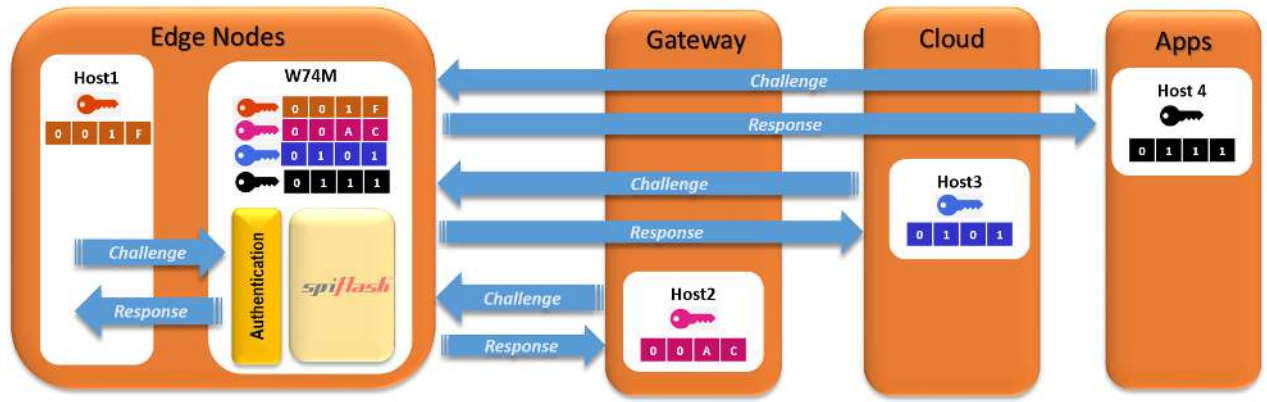 Edge Nodes
Host1
0 0 1 F
W74M
0 0 1 F
0 0 A C
0 1 0 1
0 1 1 1
Challenge
Response
Authentication
spiflash
Gateway
Cloud
Apps
Challenge
Response
Host 4
0 1 1 1
Challenge
Response
Host3
0 1 0 1
Challenge
Response
Host2
0 0 A C